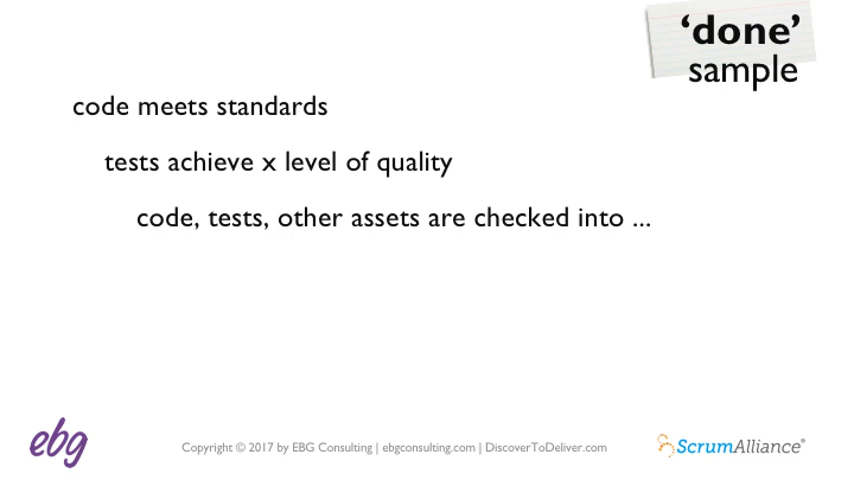 ‘done’
sample
code meets standards
tests achieve x level of quality
code, tests, other assets are checked into ...
ebg
Copyright © 2017 by EBG Consulting | ebgconsulting.com | DiscoverToDeliver.com
ScrumAlliance®